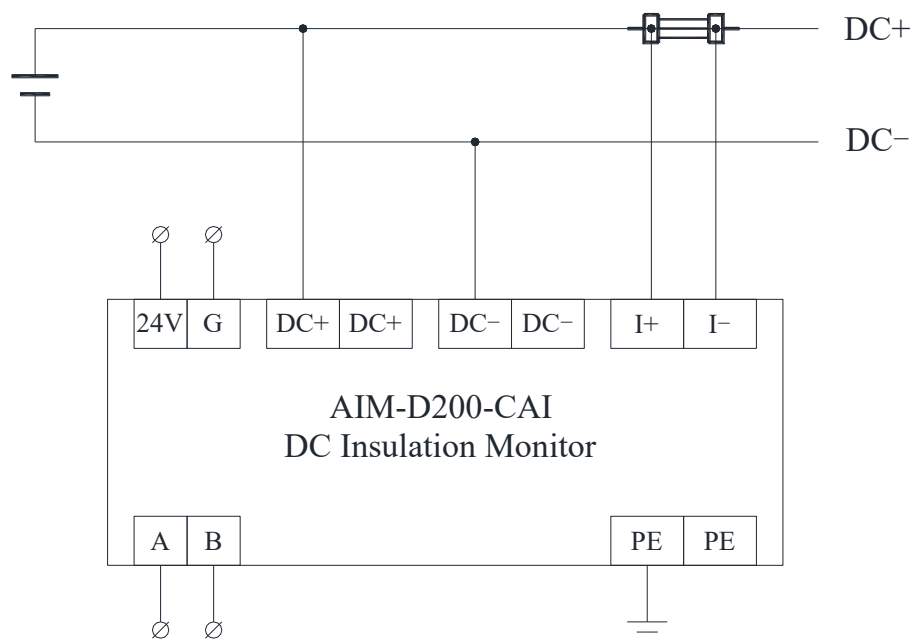 DC+
DC−
24V G DC+ DC+ DC− DC− I+ I−
AIM-D200-CAI
DC Insulation Monitor
A B PE PE